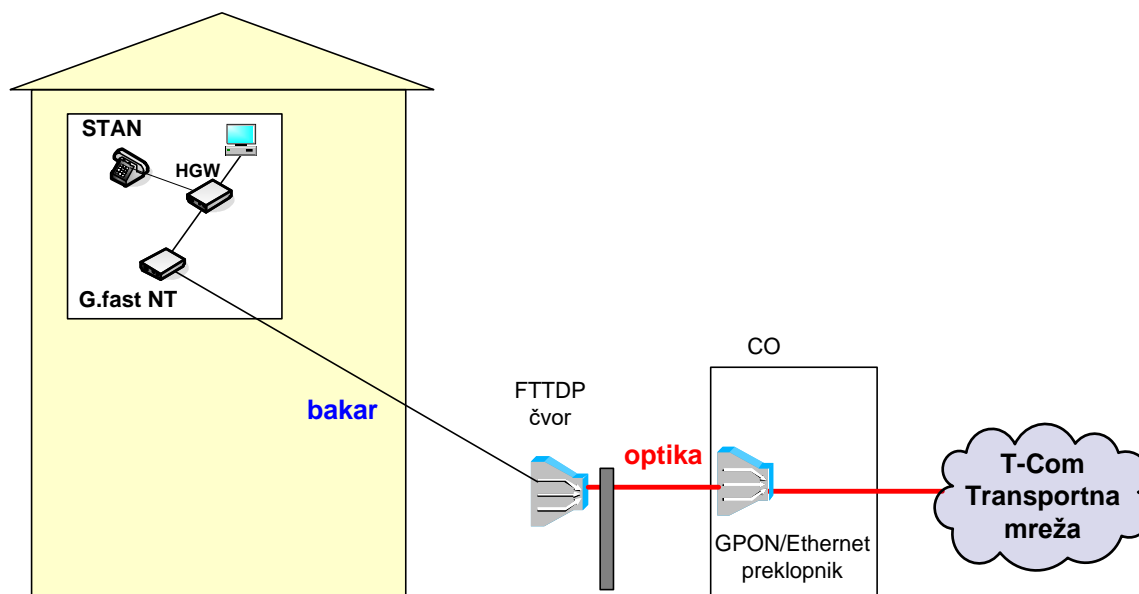 STAN
HGW
G.fast NT
bakar
FTTDP
čvor
optika
CO
GPON/Ethernet
preklopnik
T-Com
Transportna
mreža